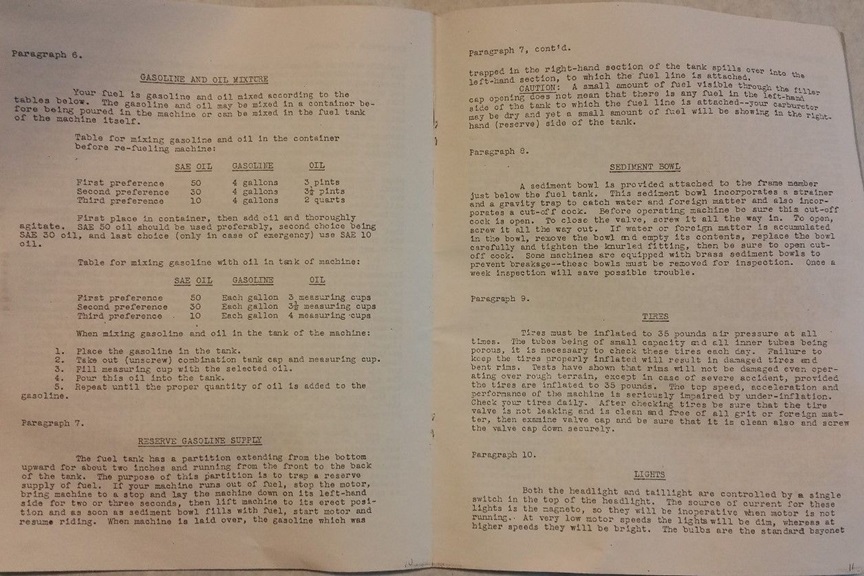 Paragraph 6.
GASOLINE AND OIL MIXTURE
Your fuel is gasoline and oil mixed according to the
tables below. The gasoline and oil may be mixed in a container be-
fore being poured in the machine or can be mixed in the fuel tank
of the machine itself.
Table for mixing gasoline and oil in the container
before re-fueling machine:
SAE OIL GASOLINE OIL
First preference 50 4 gallons 3 pints
Second preference 30 4 gallons 3½ pints
Third preference 10 4 gallons 2 quarts
First place in container, then add oil and thoroughly
agitate. SAE 50 oil should be used preferably, second choice being
SAE 30 oil, and last choice (only in case of emergency) use SAE 10
oil.
Table for mixing gasoline with oil in tank of machine:
SAE OIL GASOLINE OIL
First preference 50 Each gallon 3 measuring cups
Second preference 30 Each gallon 3½ measuring cups
Third preference 10 Each gallon 4 measuring cups
When mixing gasoline and oil in the tank of the machine:
1. Place the gasoline in the tank.
2. Take out (unscrew) combination tank cap and measuring cup.
3. Fill measuring cup with the selected oil.
4. Pour this oil into the tank.
5. Repeat until the proper quantity of oil is added to the
gasoline.
Paragraph 7.
RESERVE GASOLINE SUPPLY
The fuel tank has a partition extending from the bottom
upward for about two inches and running from the front to the back
of the tank. The purpose of this partition is to trap a reserve
supply of fuel. If your machine runs out of fuel, stop the motor,
bring machine to a stop and lay the machine down on its left-hand
side for two or three seconds, then lift machine to its erect posi-
tion and as soon as sediment bowl fills with fuel, start motor and
resume riding. When machine is laid over, the gasoline which was
Paragraph 7, cont'd.
trapped in the right-hand section of the tank spills over into the
left-hand section, to which the fuel line is attached.
CAUTION: A small amount of fuel visible through the filler
cap opening does not mean that there is any fuel in the left-hand
side of the tank to which the fuel line is attached--your carburetor
may be dry and yet a small amount of fuel will be showing in the right-
hand (reserve) side of the tank.
Paragraph 8.
SEDIMENT BOWL
A sediment bowl is provided attached to the frame member
just below the fuel tank. This sediment bowl incorporates a strainer
and a gravity trap to catch water and foreign matter and also incor-
porates a cut-off cock. Before operating machine be sure this cut-off
cock is open. To close the valve, screw it all the way in. To open,
screw it all the way out. If water or foreign matter is accumulated
in the bowl, remove the bowl and empty its contents, replace the bowl
carefully and tighten the knurled fitting, then be sure to open cut-
off cock. Some machines are equipped with brass sediment bowls to
prevent breakage--these bowls must be removed for inspection. Once a
week inspection will save possible trouble.
Paragraph 9.
TIRES
Tires must be inflated to 35 pounds air pressure at all
times. The tubes being of small capacity and all inner tubes being
porous, it is necessary to check these tires each day. Failure to
keep the tires properly inflated will result in damaged tires and
bent rims. Tests have shown that rims will not be damaged even oper-
ating over rough terrain, except in case of severe accident, provided
the tires are inflated to 35 pounds. The top speed, acceleration and
performance of the machine is seriously impaired by under-inflation.
Check your tires daily. After checking tires be sure that the tire
valve is not leaking and is clean and free of all grit or foreign mat-
ter, then examine valve cap and be sure that it is clean also and screw
the valve cap down securely.
Paragraph 10.
LIGHTS
Both the headlight and taillight are controlled by a single
switch in the top of the headlight. The source of current for these
lights is the magneto, so they will be inoperative when motor is not
running. At very low motor speeds the lights will be dim, whereas at
higher speeds they will be bright. The bulbs are the standard bayonet